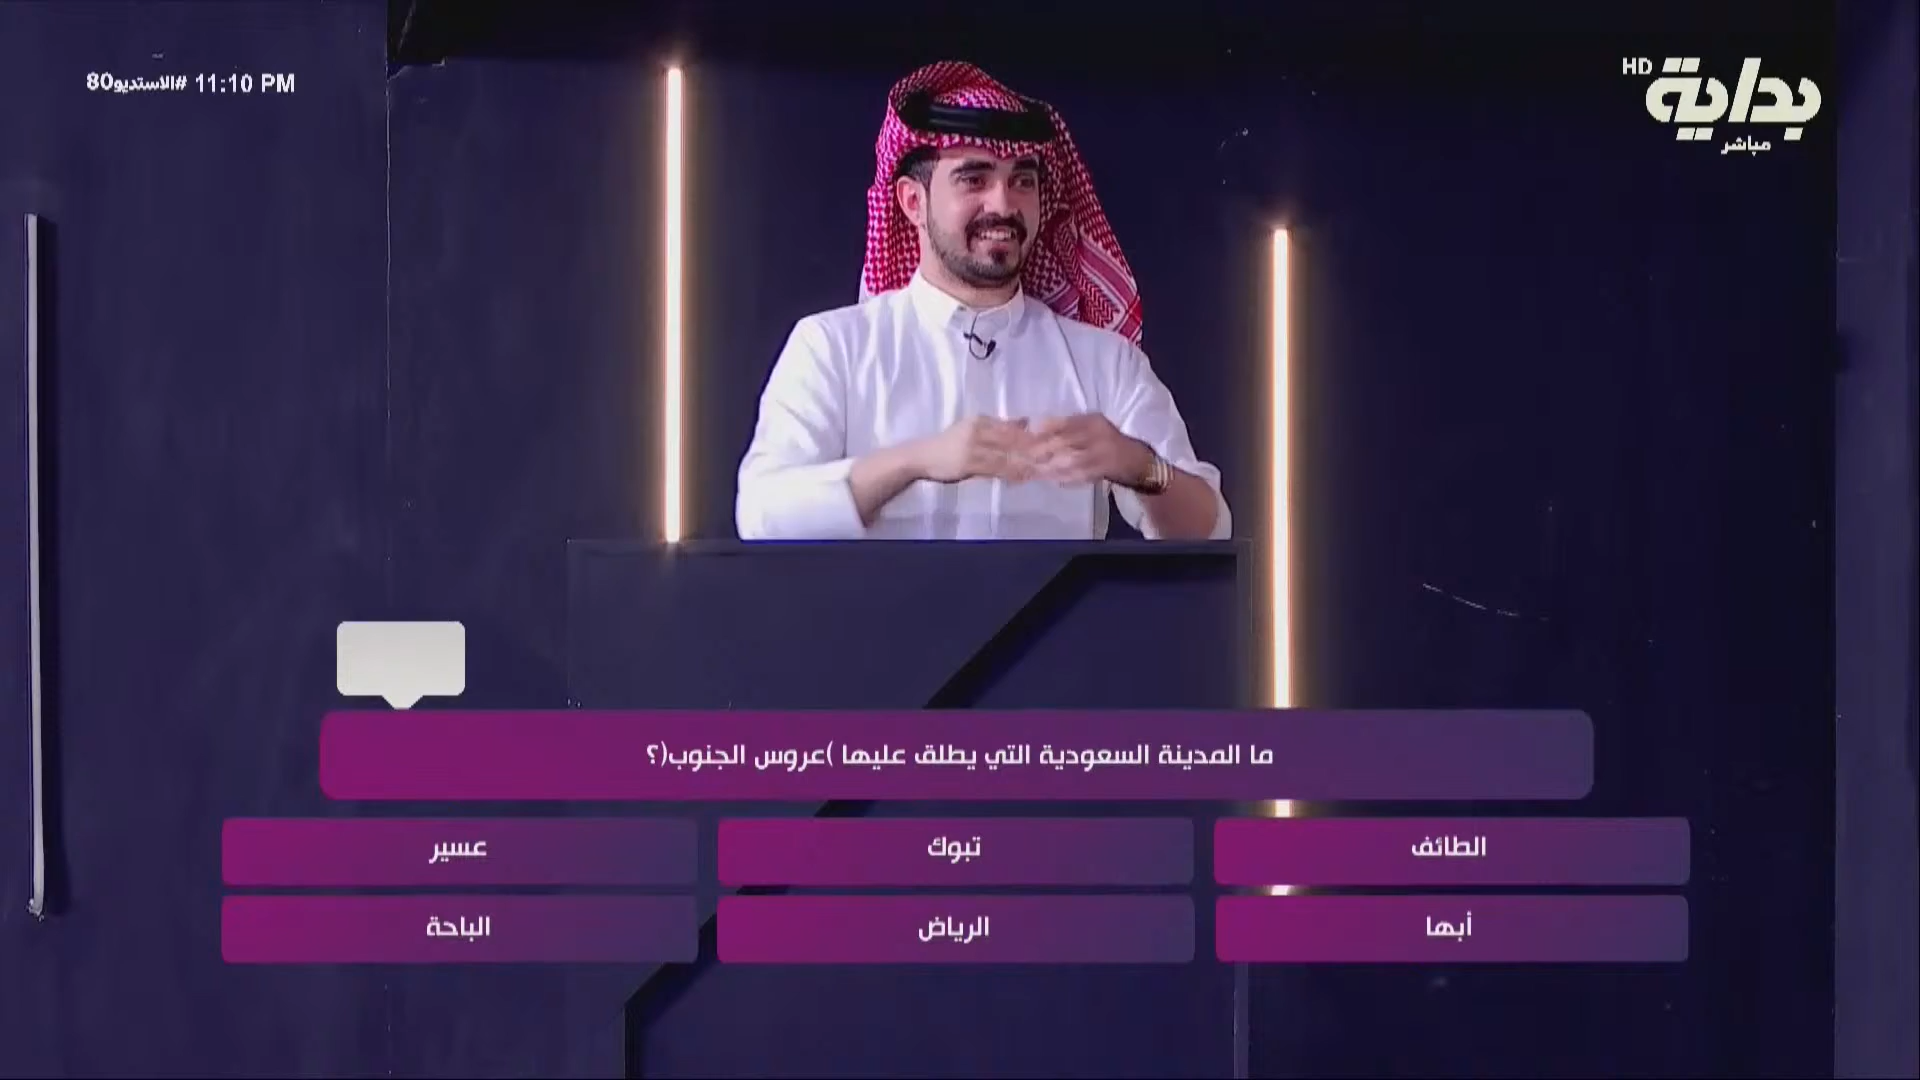 #الاستديو80 11:10 PM
HD بداية
مباشر
ما المدينة السعودية التي يطلق عليها )عروس الجنوب(؟
الطائف
تبوك
عسير
أبها
الرياض
الباحة